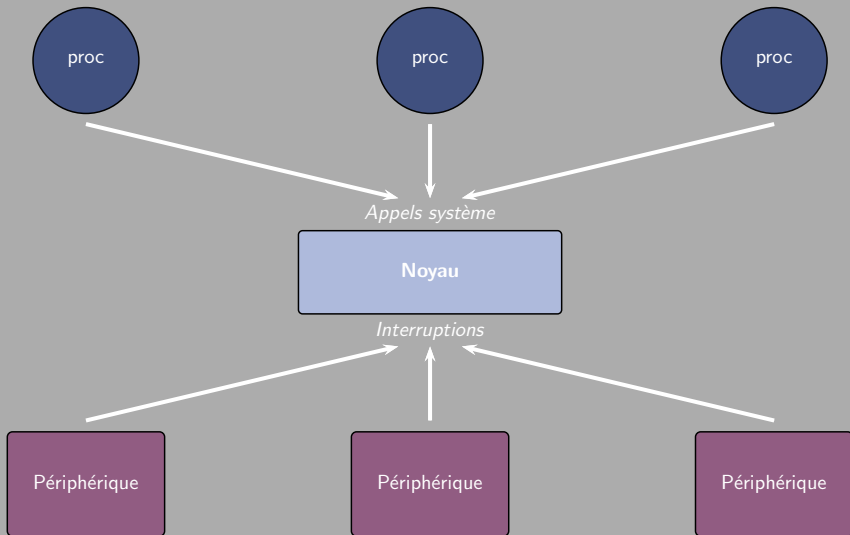 proc
proc
proc
Appels système
Noyau
Interruptions
Périphérique
Périphérique
Périphérique